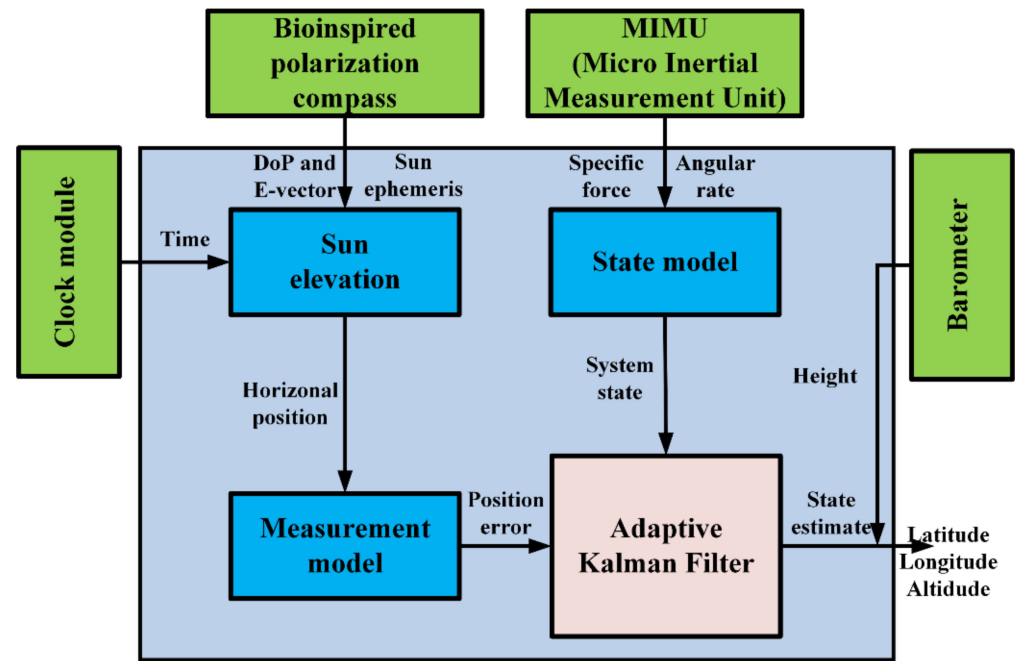 Bioinspired
polarization
compass
MIMU
(Micro Inertial
Measurement Unit)
Clock module
DoP and
E-vector
Sun
ephemeris
Specific
force
Angular
rate
Barometer
Time
Sun
elevation
State model
Horizonal
position
System
state
Height
Measurement
model
Position
error
Adaptive
Kalman Filter
State
estimate
Latitude
Longitude
Altidude